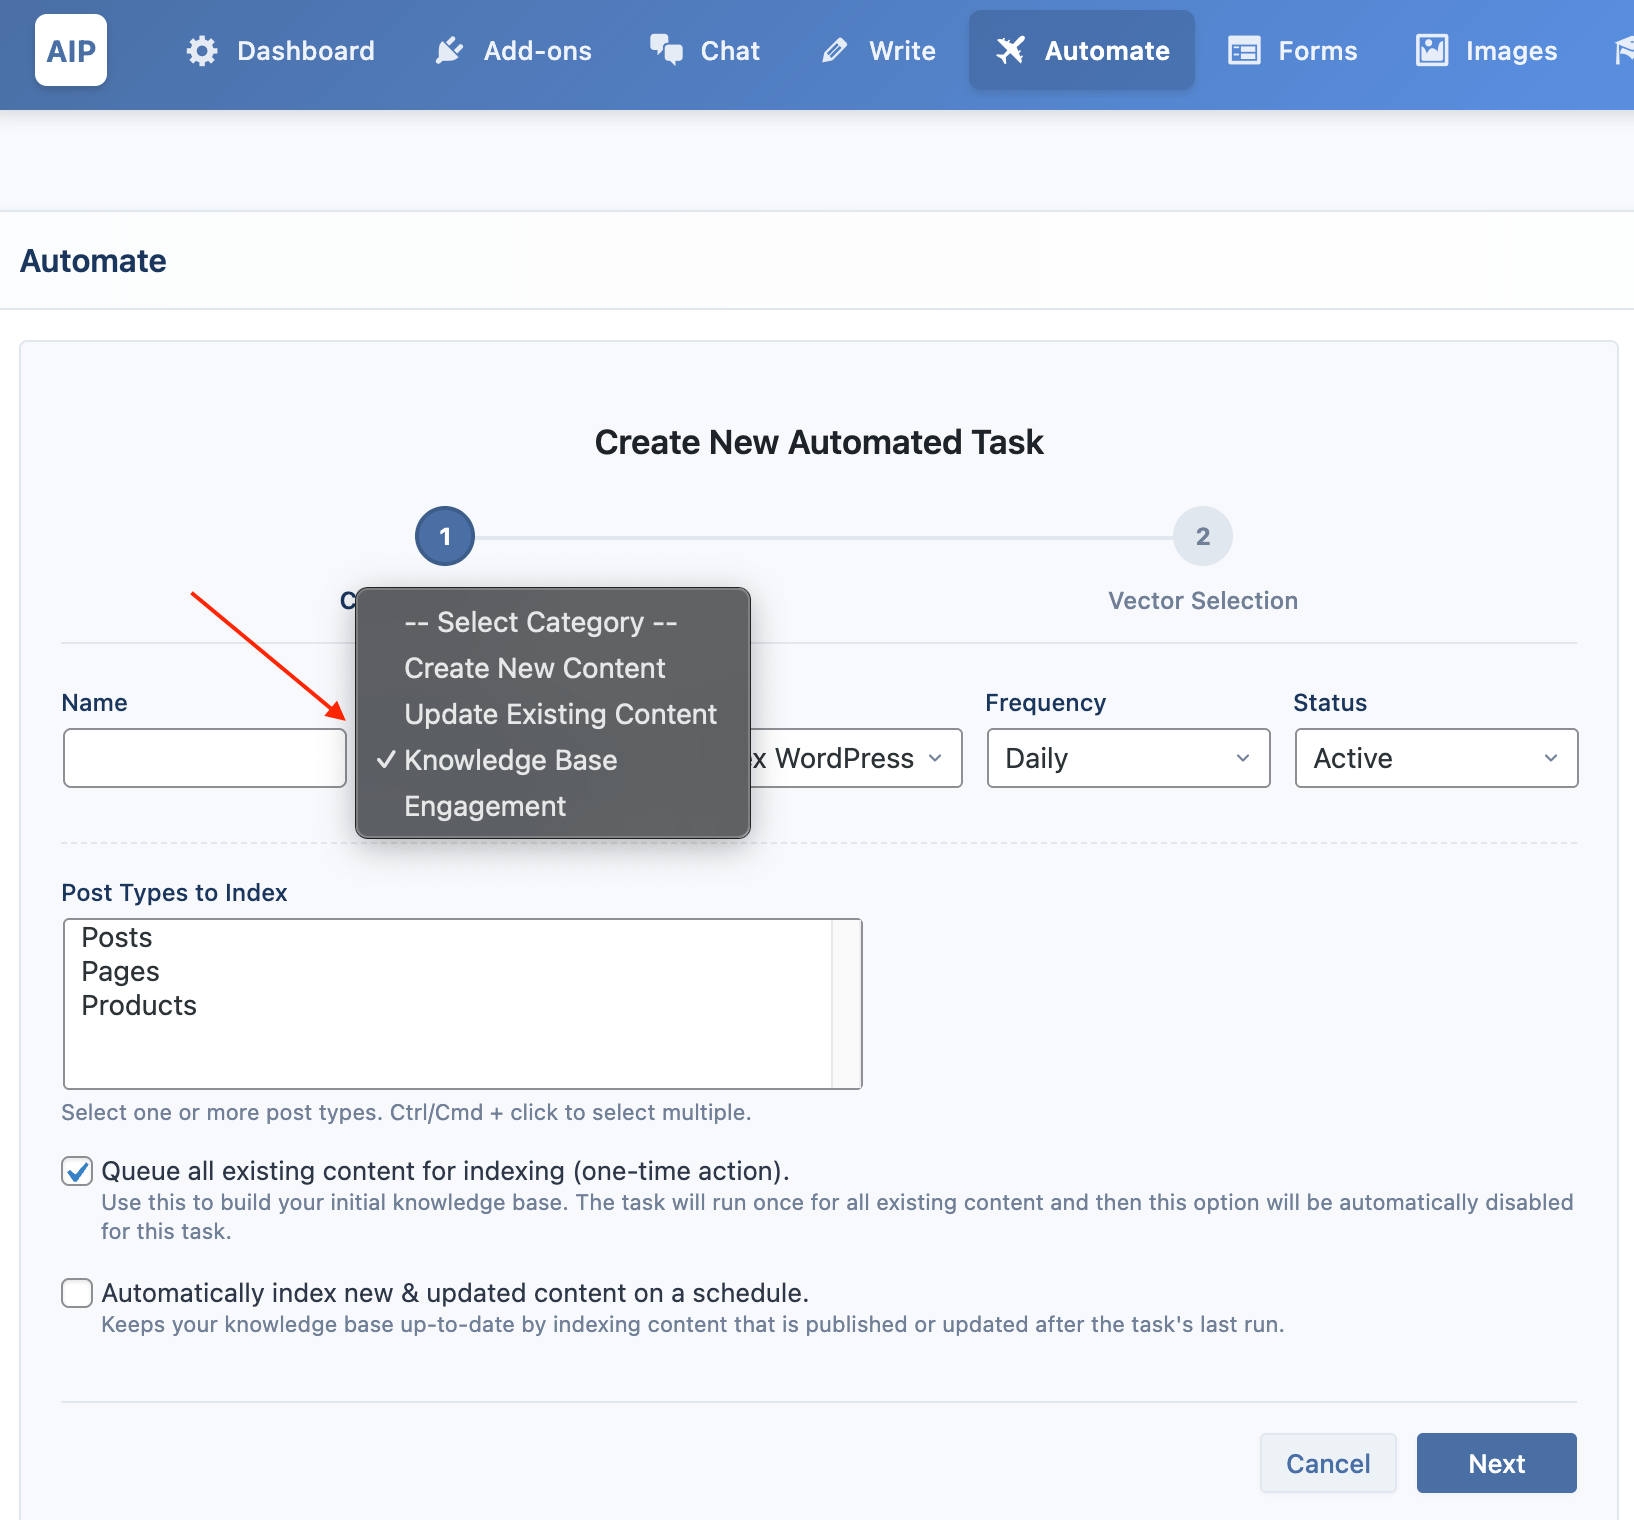 AIP
Dashboard
Add-ons
Chat
Write
Automate
Forms
Images
Automate
Create New Automated Task
1
2
C
Vector Selection
-- Select Category --
Create New Content
Update Existing Content
✓ Knowledge Base
Engagement
Name
WordPress
Frequency
Daily
Status
Active
Post Types to Index
Posts
Pages
Products
Select one or more post types. Ctrl/Cmd + click to select multiple.
Queue all existing content for indexing (one-time action).
Use this to build your initial knowledge base. The task will run once for all existing content and then this option will be automatically disabled
for this task.
Automatically index new & updated content on a schedule.
Keeps your knowledge base up-to-date by indexing content that is published or updated after the task's last run.
Cancel
Next